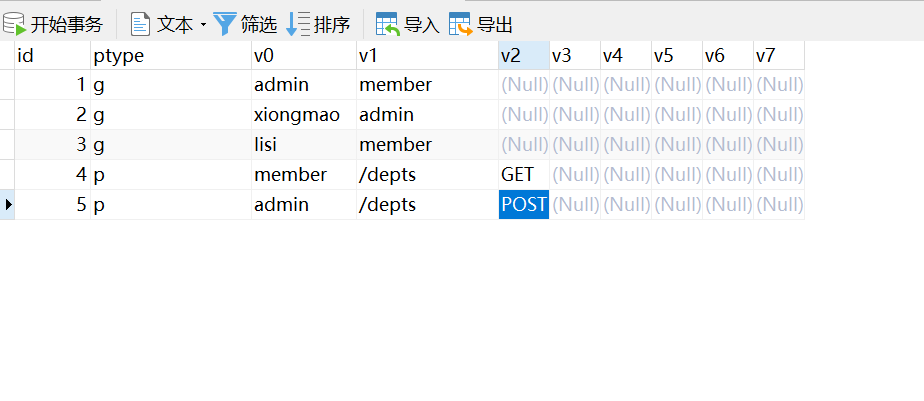 开始事务 文本 筛选 排序 导入 导出
id ptype v0 v1 v2 v3 v4 v5 v6 v7
1 g admin member (Null) (Null) (Null) (Null) (Null) (Null)
2 g xiongmao admin (Null) (Null) (Null) (Null) (Null) (Null)
3 g lisi member (Null) (Null) (Null) (Null) (Null) (Null)
4 p member /depts GET (Null) (Null) (Null) (Null) (Null)
5 p admin /depts POST (Null) (Null) (Null) (Null) (Null)